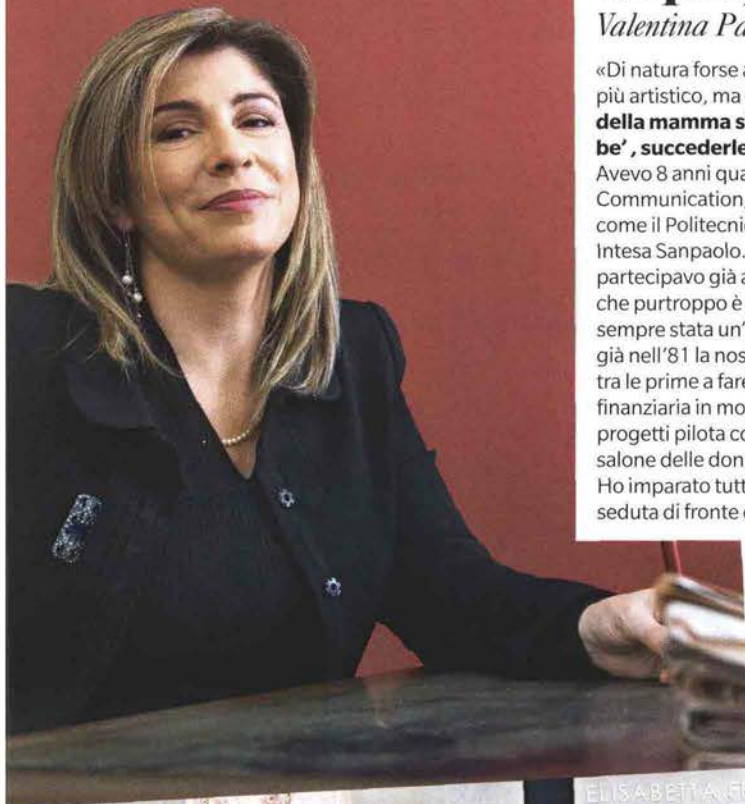 Valentina Pa
«Di natura forse a
più artistico, ma
della mamma s
be', succederle
Avevo 8 anni qua
Communication,
come il Politecni
Intesa Sanpaolo.
partecipavo già a
che purtroppo è
sempre stata un'
già nell'81 la nos
tra le prime a fare
finanziaria in mo
progetti pilota co
salone delle don
Ho imparato tutt
seduta di fronte
ELISABETTA F